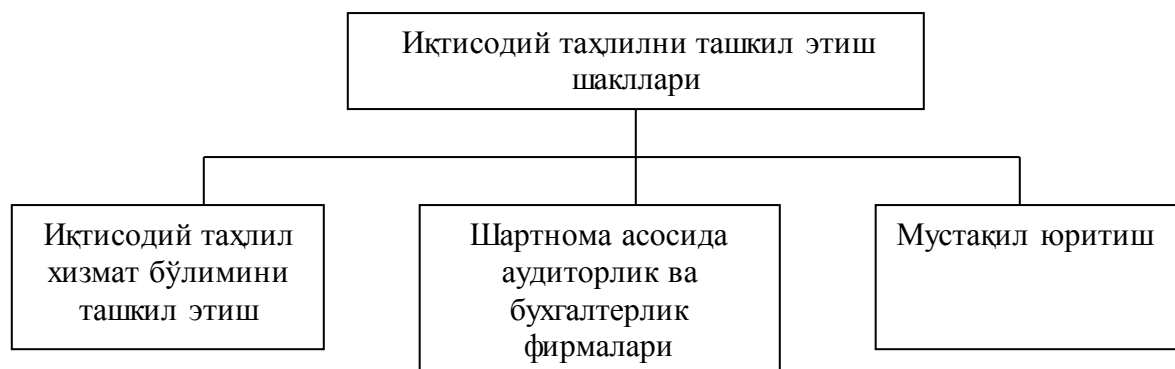 Иқтисодий таҳлилни ташкил этиш
шакллари
Иқтисодий таҳлил
хизмат бўлимини
ташкил этиш
Шартнома асосида
аудиторлик ва
бухгалтерлик
фирмалари
Мустақил юритиш